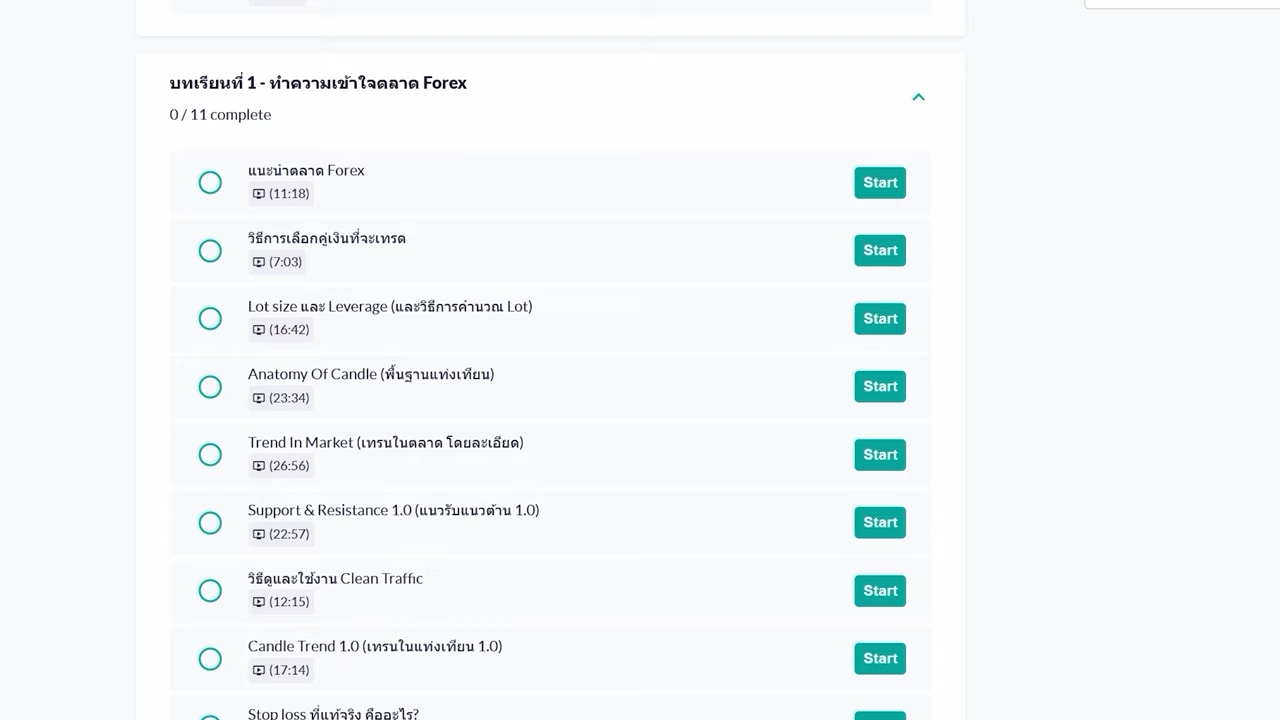 บทเรียนที่ 1 - ทำความเข้าใจตลาด Forex
0 / 11 complete
แนะนำตลาด Forex
(11:18)
Start
วิธีการเลือกคู่เงินที่จะเทรด
(7:03)
Start
Lot size และ Leverage (และวิธีการคำนวณ Lot)
(16:42)
Start
Anatomy Of Candle (พื้นฐานแท่งเทียน)
(23:34)
Start
Trend In Market (เทรนในตลาด โดยละเอียด)
(26:56)
Start
Support & Resistance 1.0 (แนวรับแนวต้าน 1.0)
(22:57)
Start
วิธีดูและใช้งาน Clean Traffic
(12:15)
Start
Candle Trend 1.0 (เทรนในแท่งเทียน 1.0)
(17:14)
Start
Stop loss ที่แท้จริง คืออะไร?